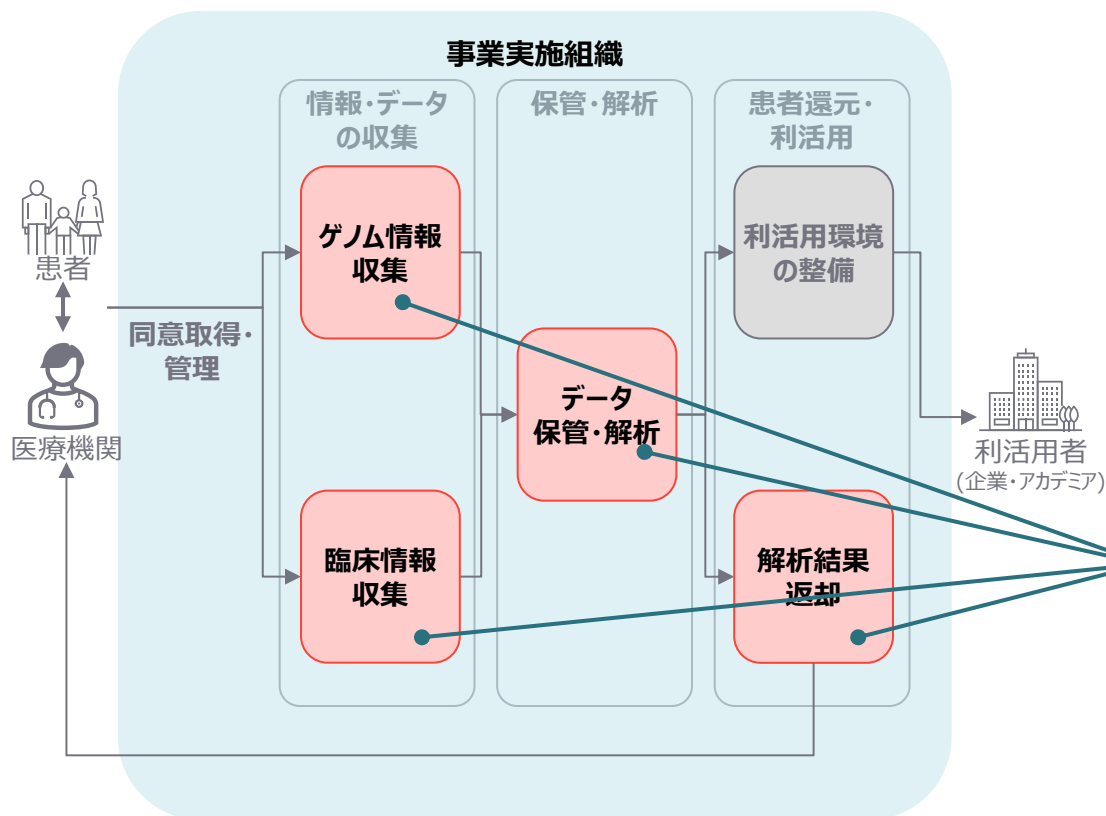 事業実施組織
情報・データ
の収集
保管・解析
患者還元・
利活用
ゲノム情報
収集
利活用環境
の整備
患者
同意取得・
管理
データ
保管・解析
医療機関
利活用者
(企業・アカデミア)
臨床情報
収集
解析結果
返却